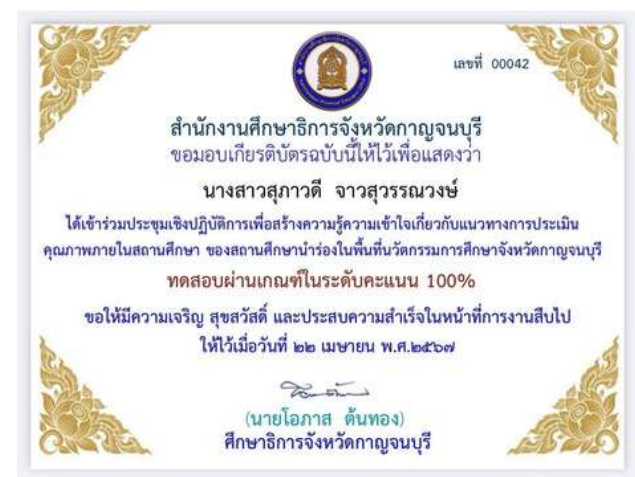 เลขที่ 00042
สำนักงานศึกษาธิการจังหวัดกาญจนบุรี
ขอมอบเกียรติบัตรฉบับนี้ให้ไว้เพื่อแสดงว่า
นางสาวสุภาวดี จาวสุวรรณวงษ์
ได้เข้าร่วมประชุมเชิงปฏิบัติการเพื่อสร้างความรู้ความเข้าใจเกี่ยวกับแนวทางการประเมิน
คุณภาพภายในสถานศึกษา ของสถานศึกษานำร่องในพื้นที่นวัตกรรมการศึกษาจังหวัดกาญจนบุรี
ทดสอบผ่านเกณฑ์ในระดับคะแนน 100%
ขอให้มีความเจริญ สุขสวัสดิ์ และประสบความสำเร็จในหน้าที่การงานสืบไป
ให้ไว้เมื่อวันที่ ๒๒ เมษายน พ.ศ.๒๕๖๗
(นายโอภาส ต้นทอง)
ศึกษาธิการจังหวัดกาญจนบุรี